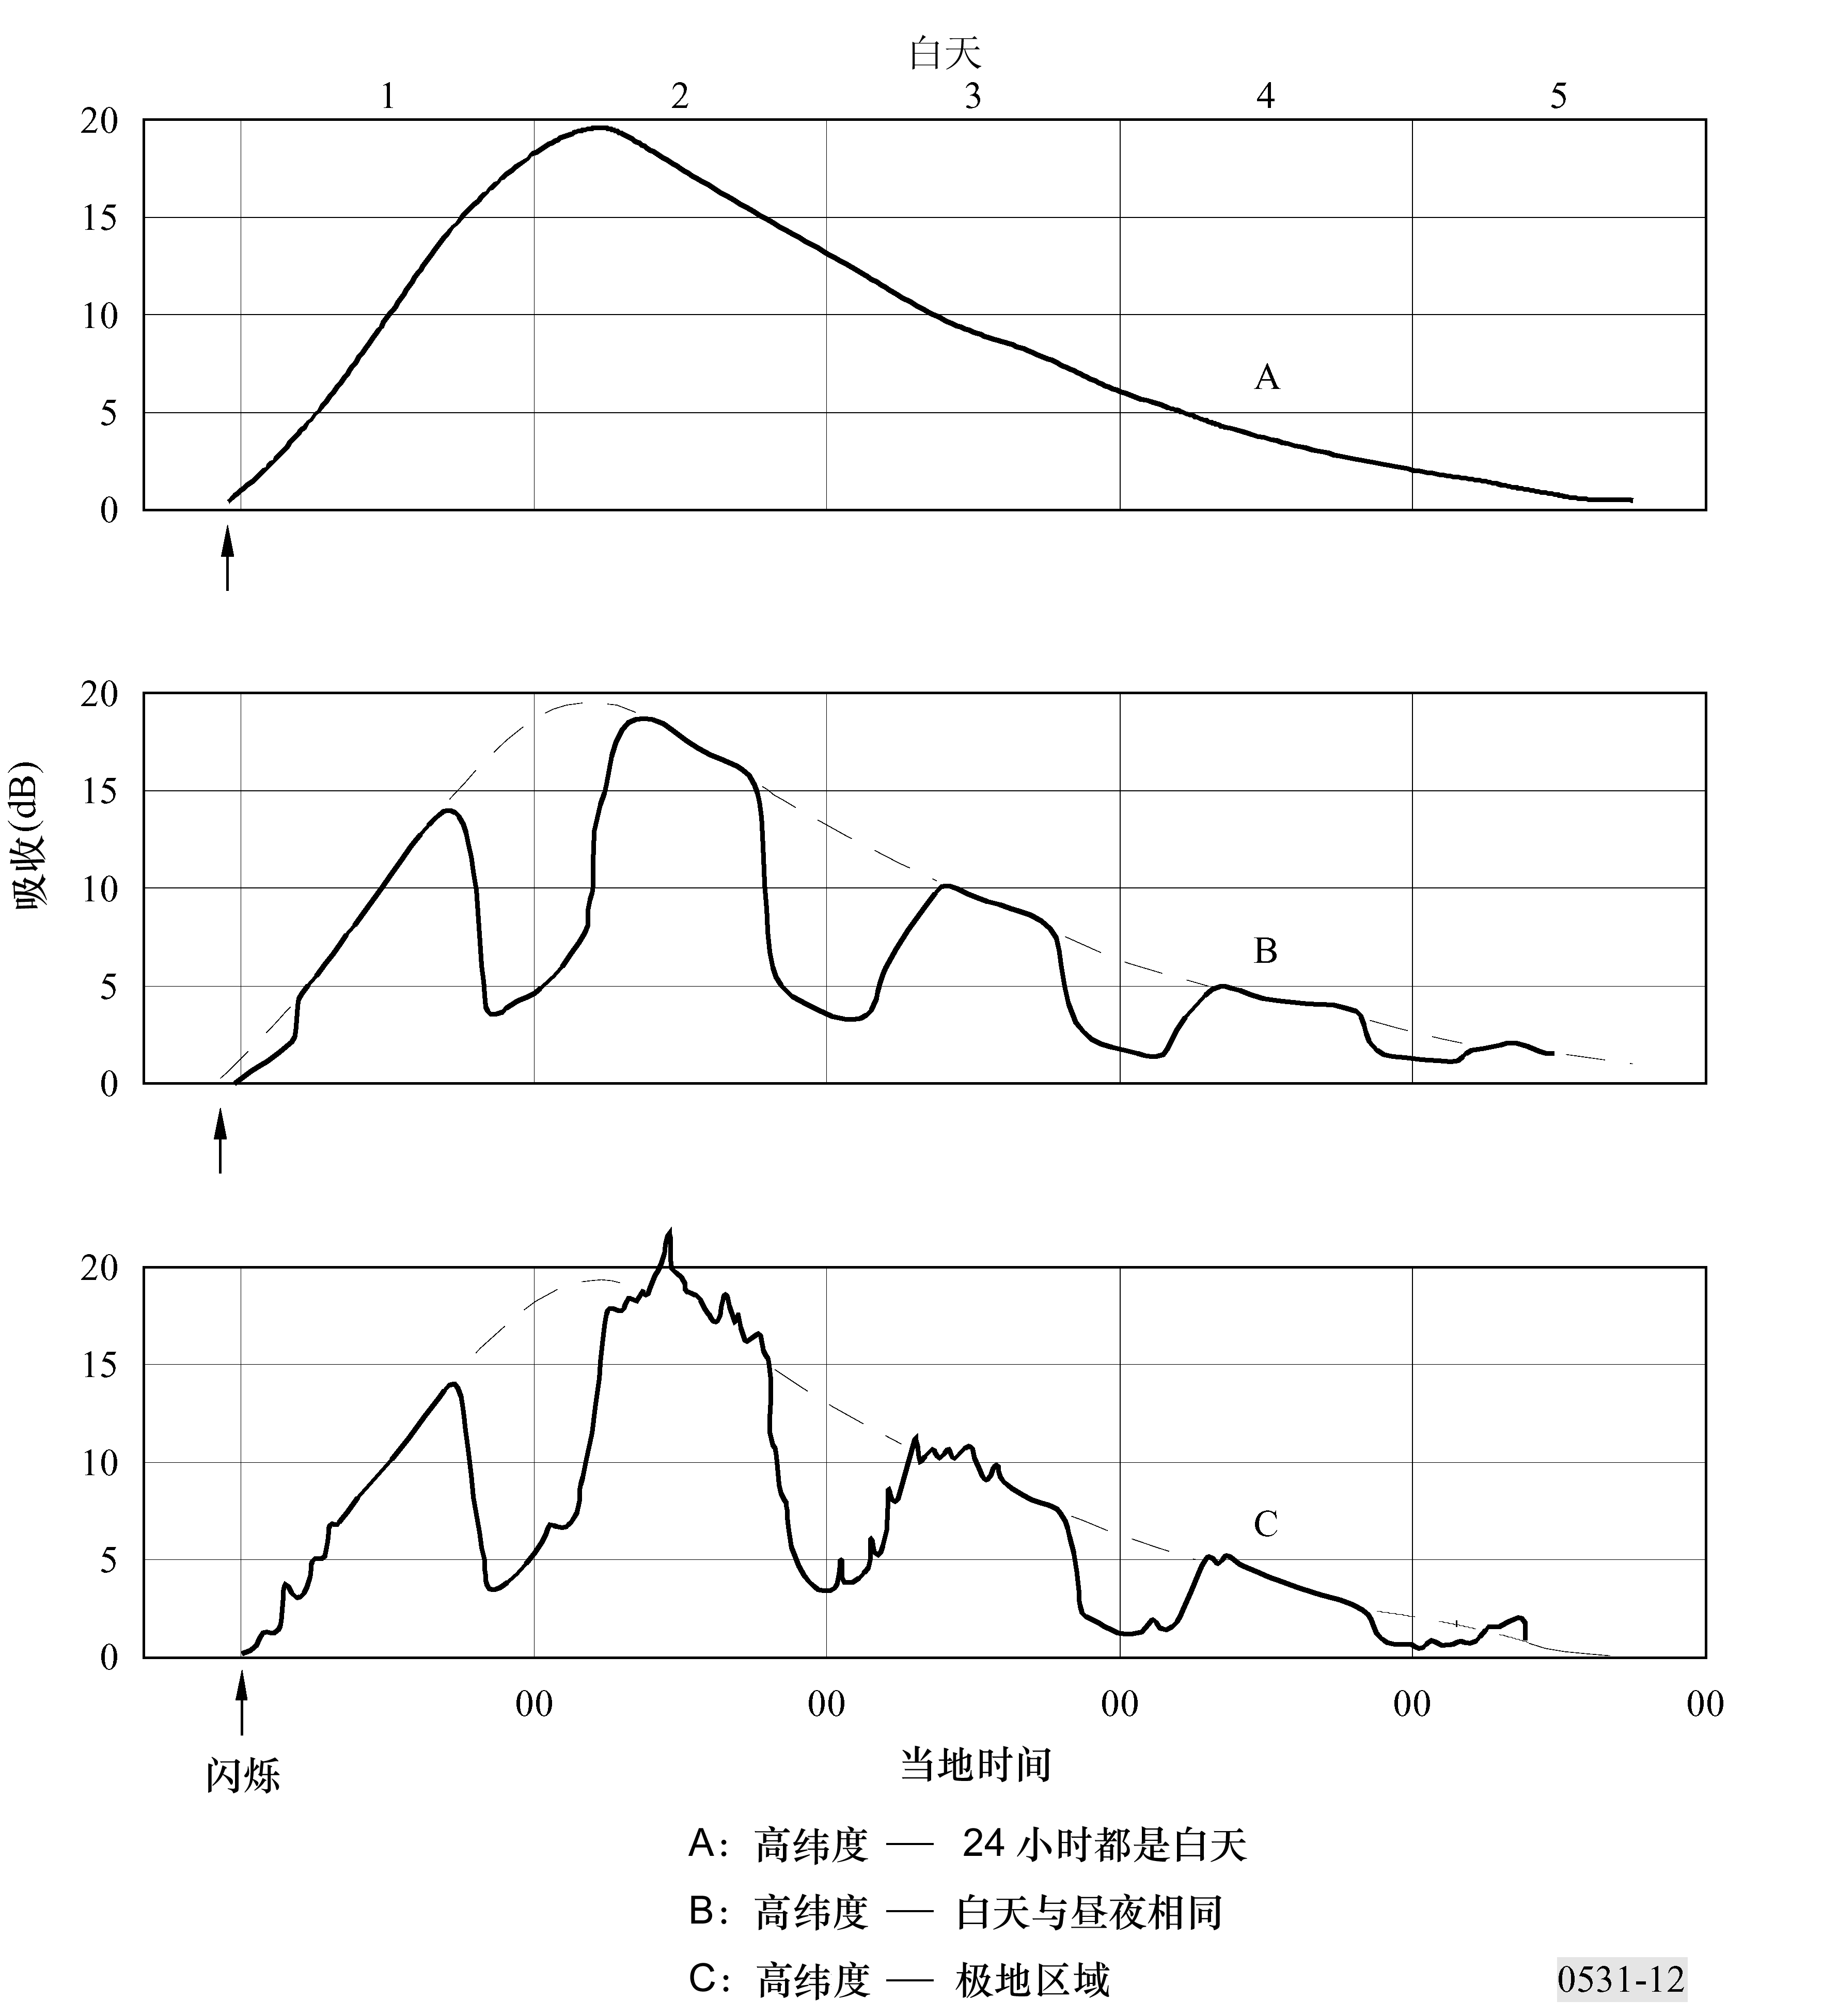 白天
1 2 3 4 5
20
15
10
5
0
A
20
15
10
5
0
B
吸收(dB)
20
15
10
5
0
C
00 00 00 00 00
闪烁
当地时间
A： 高纬度 — 24 小时都是白天
B： 高纬度 — 白天与昼夜相同
C： 高纬度 — 极地区域
0531-12